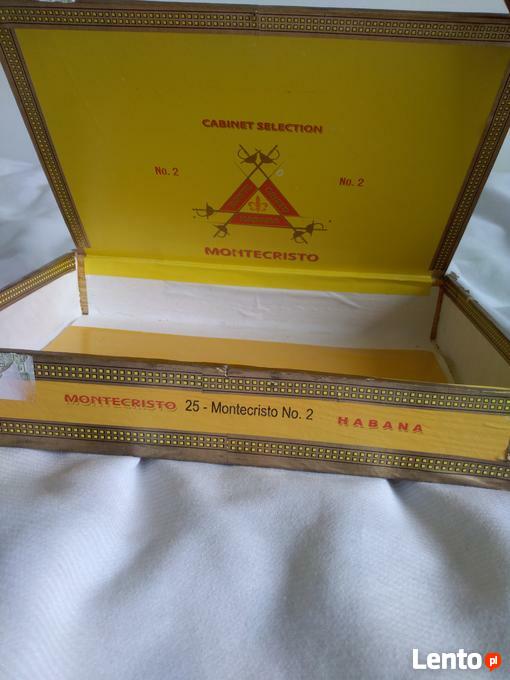 CABINET SELECTION
No. 2
No. 2
MONTECRISTO
MONTECRISTO 25 - Montecristo No. 2 HABANA
Lento pl